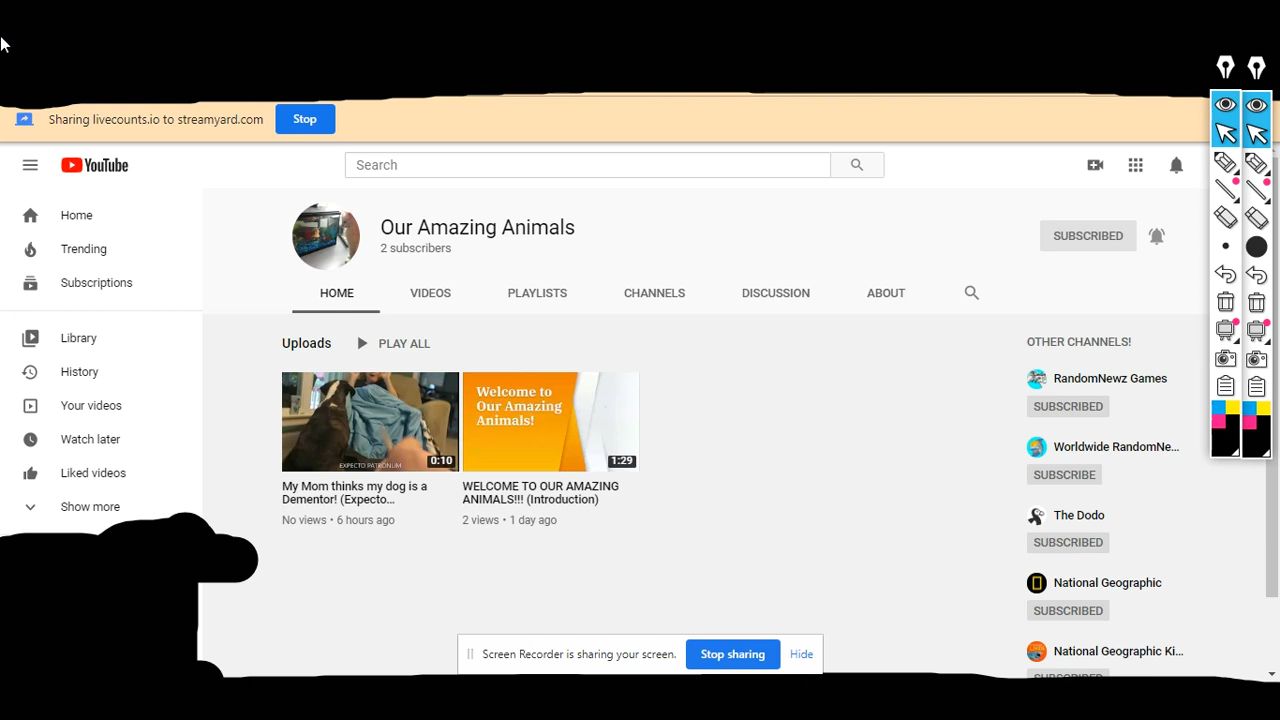 Sharing livecounts.io to streamyard.com
Stop
YouTube
Search
Home
Trending
Subscriptions
Library
History
Your videos
Watch later
Liked videos
Show more
Our Amazing Animals
2 subscribers
SUBSCRIBED
HOME VIDEOS PLAYLISTS CHANNELS DISCUSSION ABOUT
Uploads PLAY ALL
EXPECTO PATRONUM
0:10
My Mom thinks my dog is a
Dementor! (Expecto...
No views • 6 hours ago
Welcome to
Our Amazing
Animals!
1:29
WELCOME TO OUR AMAZING
ANIMALS!!! (Introduction)
2 views • 1 day ago
OTHER CHANNELS!
RandomNewz Games
SUBSCRIBED
Worldwide RandomNe...
SUBSCRIBE
The Dodo
SUBSCRIBED
National Geographic
SUBSCRIBED
National Geographic Ki...
SUBSCRIBED
Screen Recorder is sharing your screen.
Stop sharing
Hide